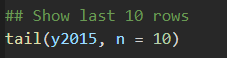 ## Show last 10 rows
tail(y2015, n = 10)